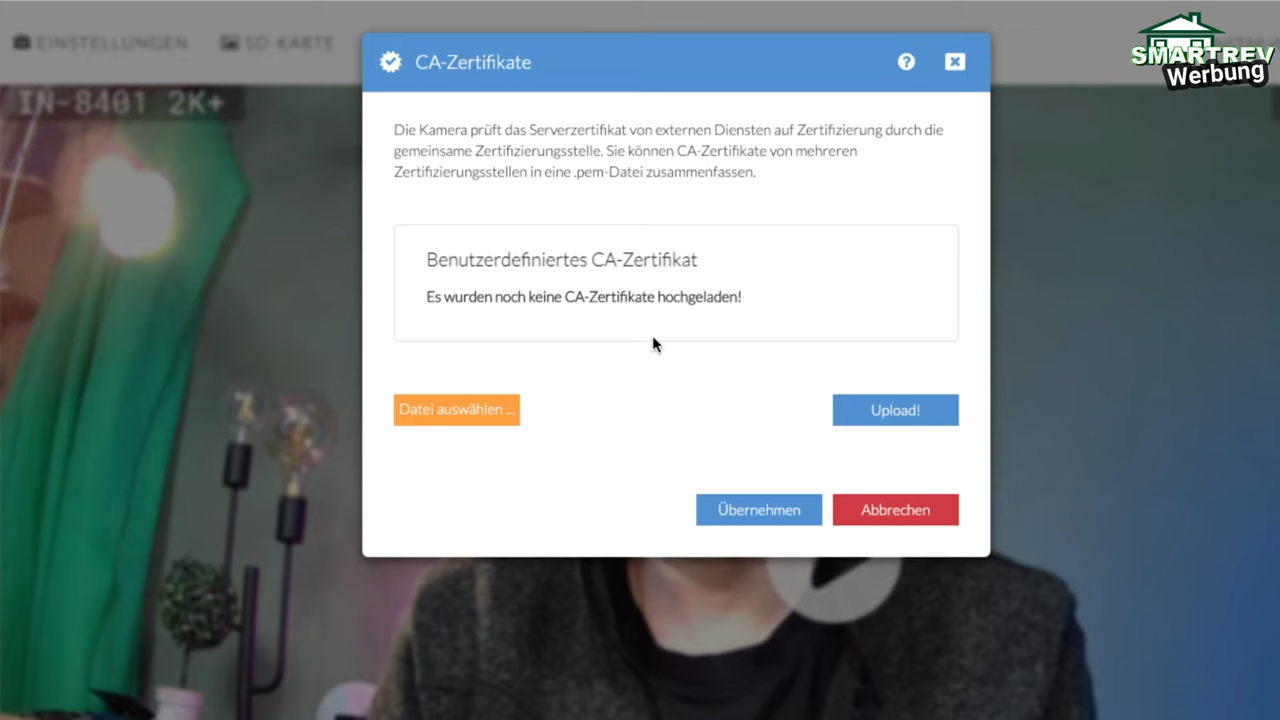 EINSTELLUNGEN
SD-KARTE
SMARTREV
Werbung
IN-8401 2K+
CA-Zertifikate
Die Kamera prüft das Serverzertifikat von externen Diensten auf Zertifizierung durch die
gemeinsame Zertifizierungsstelle. Sie können CA-Zertifikate von mehreren
Zertifizierungsstellen in eine .pem-Datei zusammenfassen.
Benutzerdefiniertes CA-Zertifikat
Es wurden noch keine CA-Zertifikate hochgeladen!
Datei auswählen ...
Upload!
Übernehmen
Abbrechen